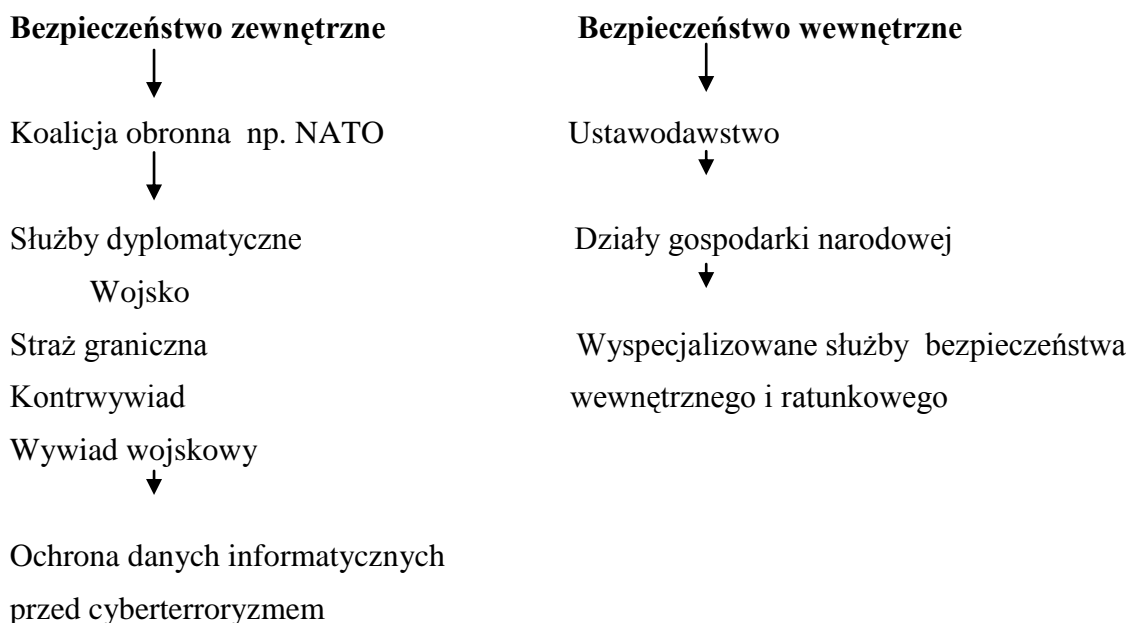 Bezpieczeństwo zewnętrzne
Koalicja obronna np. NATO
Służby dyplomatyczne
Wojsko
Straż graniczna
Kontrwywiad
Wywiad wojskowy
Ochrona danych informatycznych
przed cyberterroryzmem
Bezpieczeństwo wewnętrzne
Ustawodawstwo
Działy gospodarki narodowej
Wyspecjalizowane służby bezpieczeństwa
wewnętrznego i ratunkowego